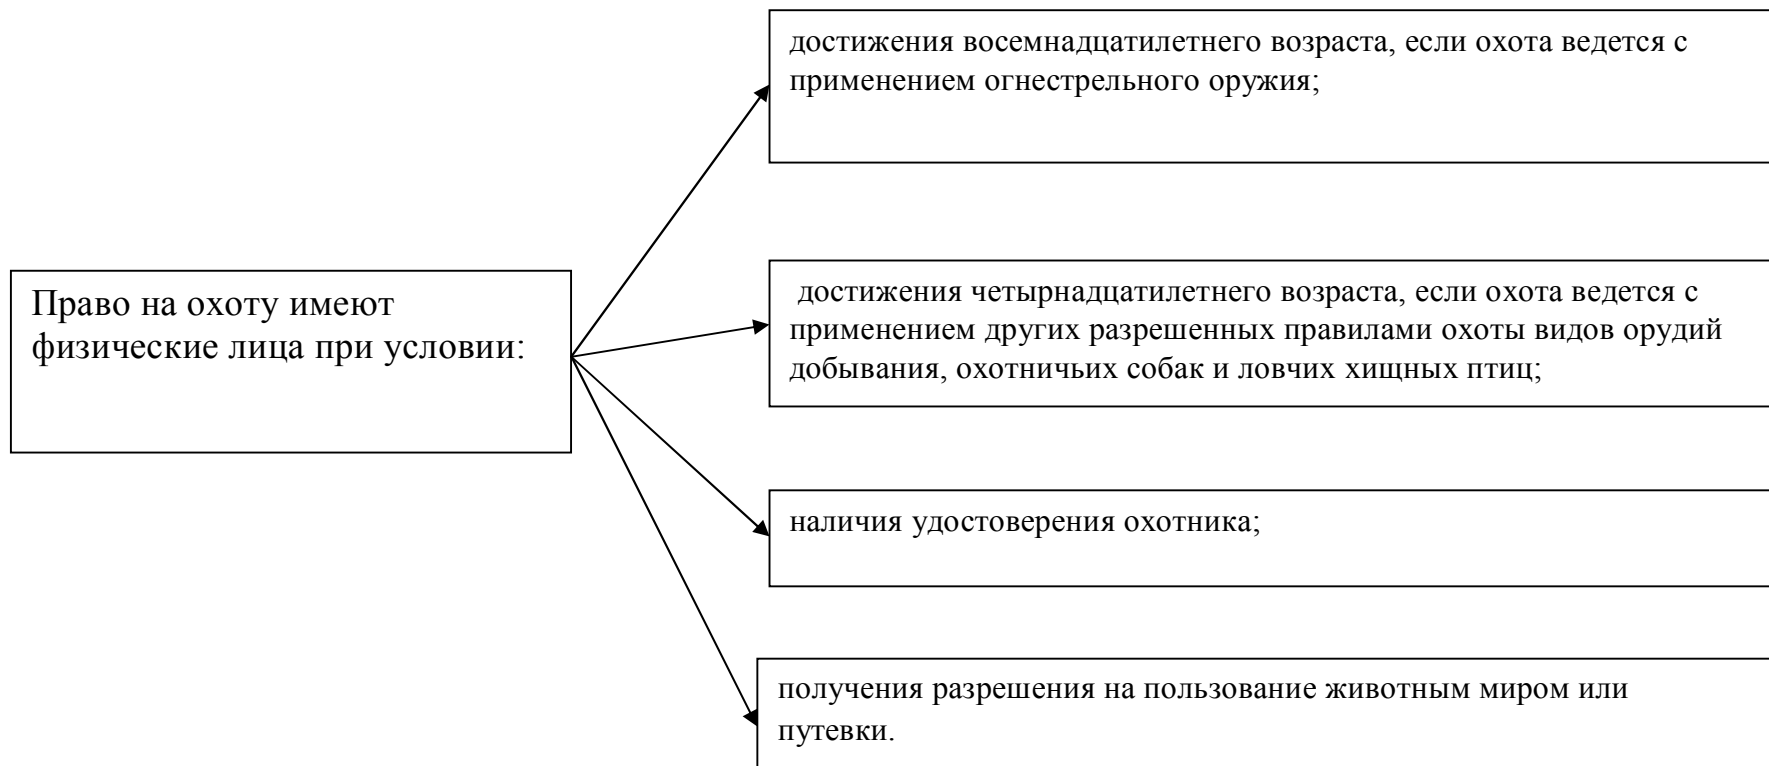 Право на охоту имеют
физические лица при условии:
достижения восемнадцатилетнего возраста, если охота ведется с
применением огнестрельного оружия;
достижения четырнадцатилетнего возраста, если охота ведется с
применением других разрешенных правилами охоты видов орудий
добывания, охотничьих собак и ловчих хищных птиц;
наличия удостоверения охотника;
получения разрешения на пользование животным миром или
путевки.